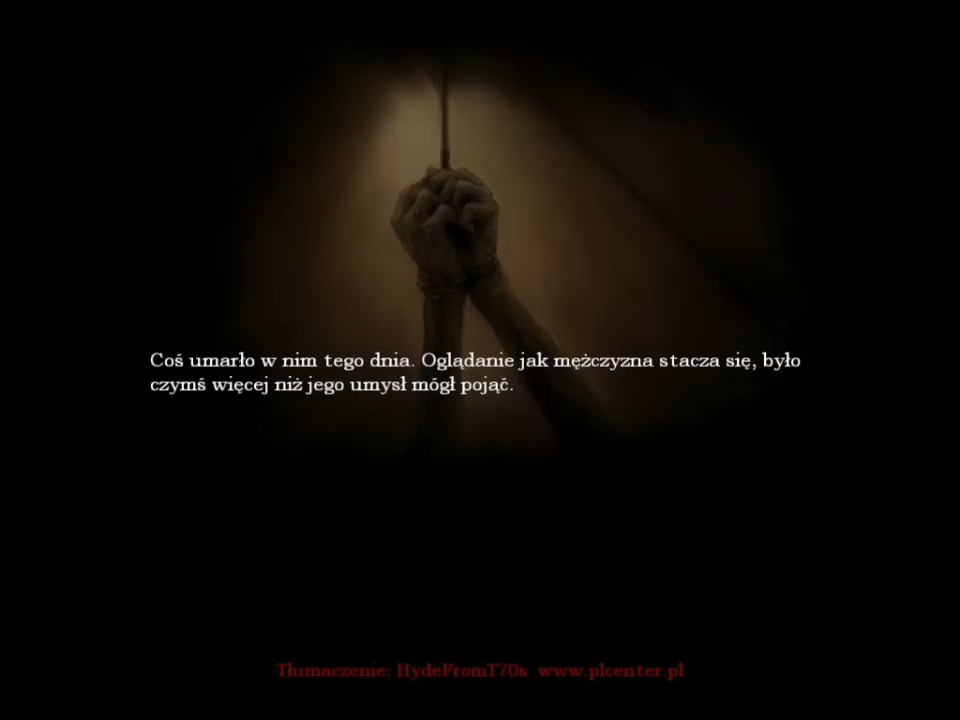 Coś umarło w nim tego dnia. Oglądanie jak mężczyzna stacza się, było
czymś więcej niż jego umysł mógł pojąć.
Tłumaczenie: HydeFromT70s www.plcenter.pl